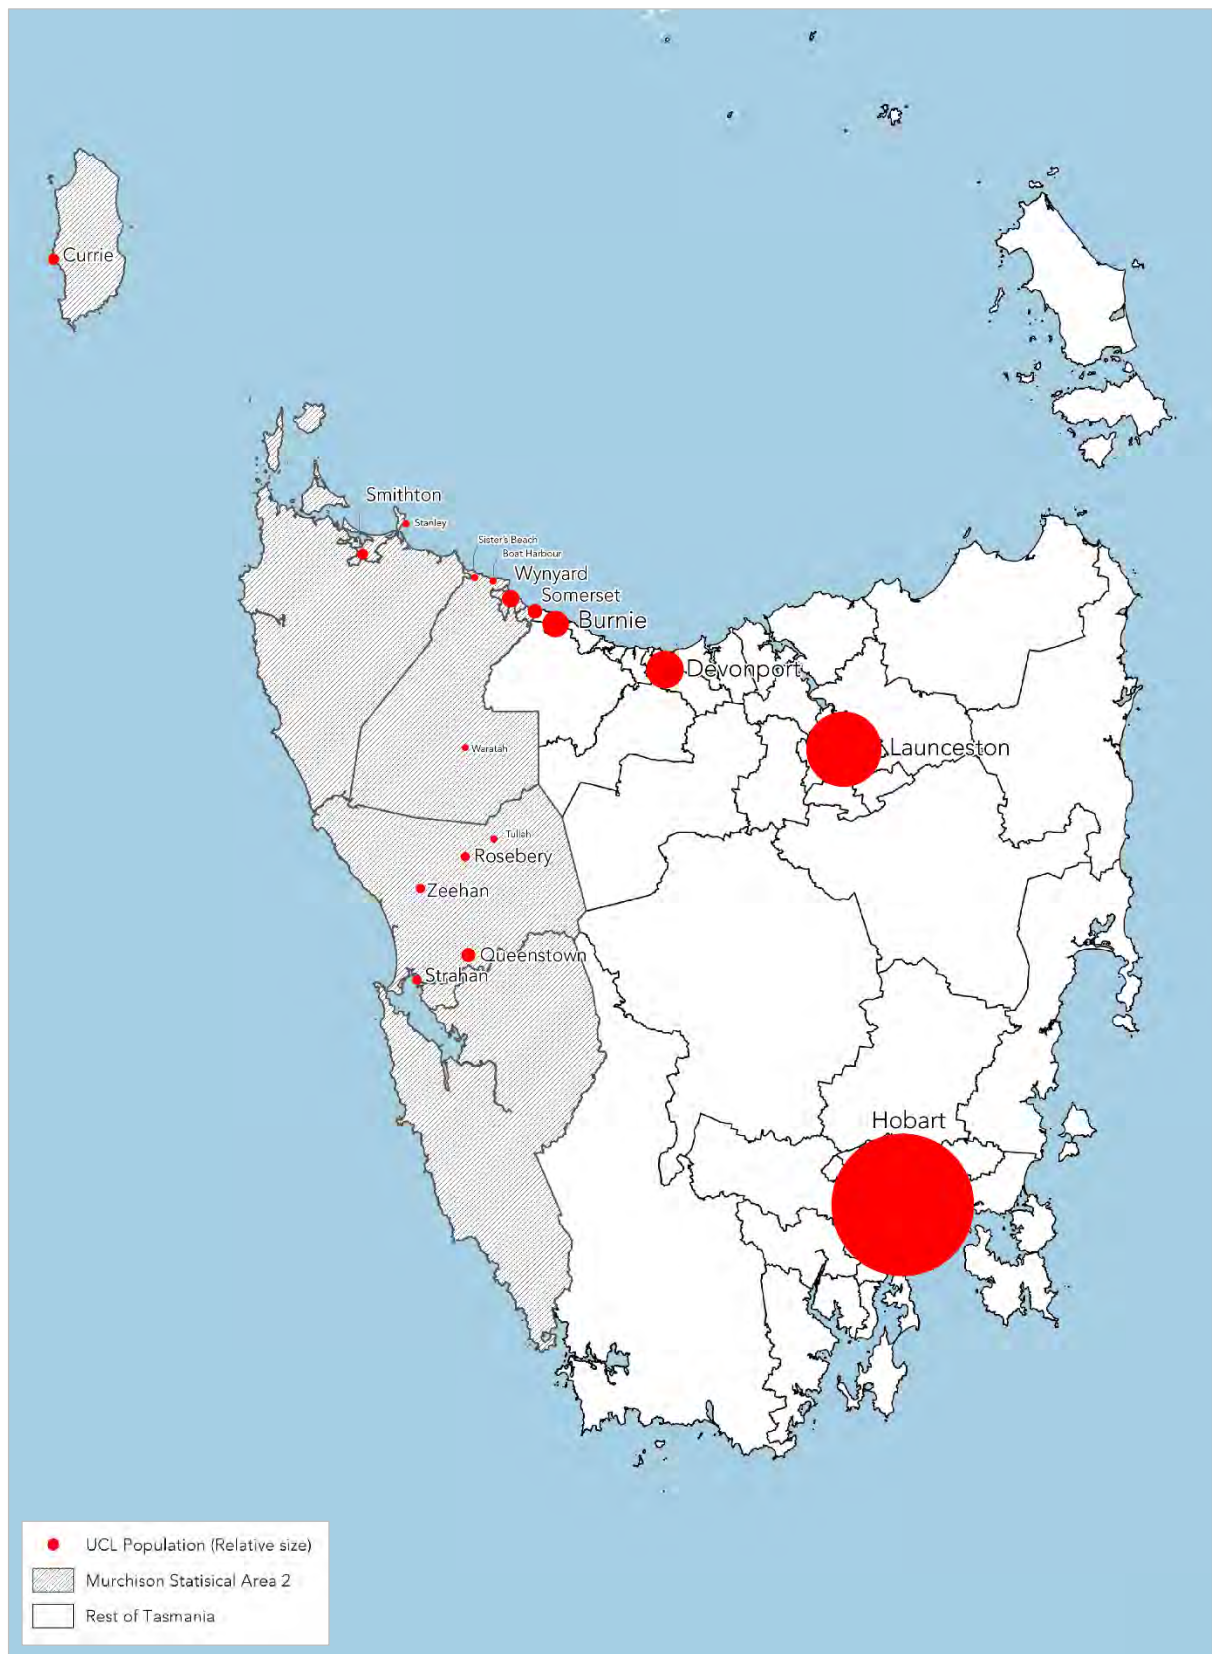 Currie
Smithton
Stanley
Sister's Beach
Boat Harbour
Wynyard
Somerset
Burnie
Devonport
Launceston
Waratah
Tullah
Rosebery
Zeehan
Queenstown
Strahan
Hobart
UCL Population (Relative size)
Murchison Statisical Area 2
Rest of Tasmania